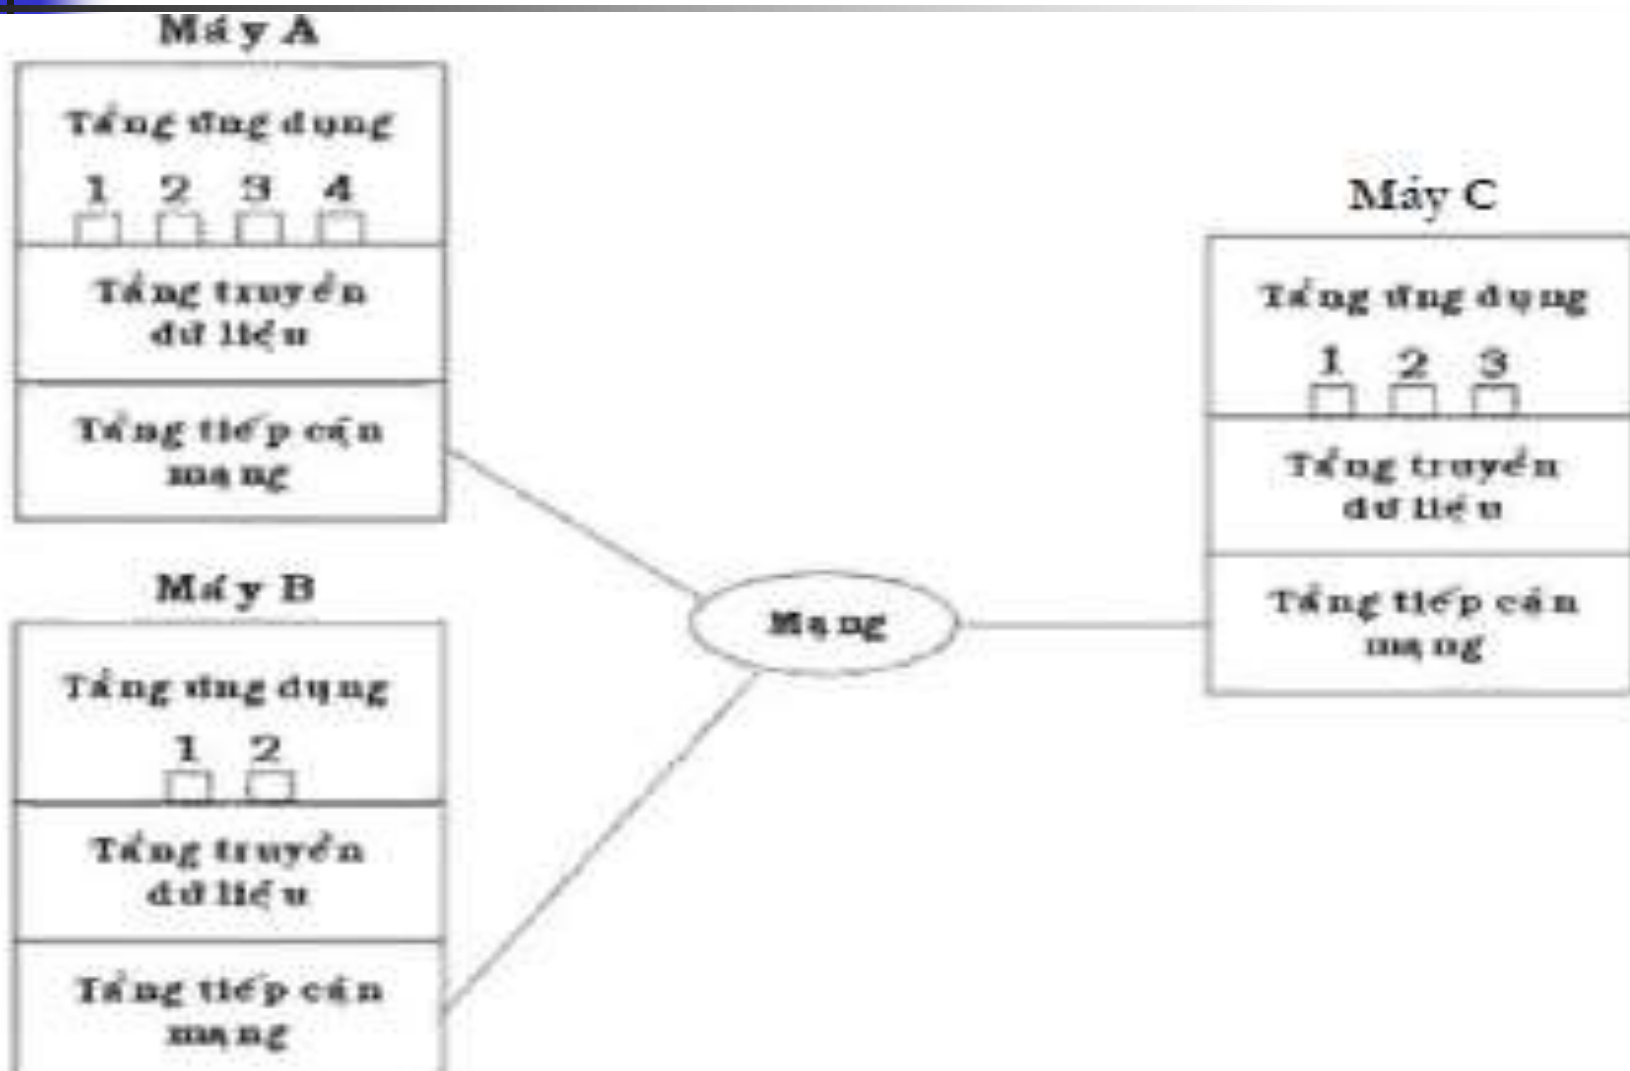 Máy A
Tầng ứng dụng
1 2 3 4
Tầng truyền
dữ liệu
Tầng tiếp cận
mạng
Máy B
Tầng ứng dụng
1 2
Tầng truyền
dữ liệu
Tầng tiếp cận
mạng
Mạng
Máy C
Tầng ứng dụng
1 2 3
Tầng truyền
dữ liệu
Tầng tiếp cận
mạng